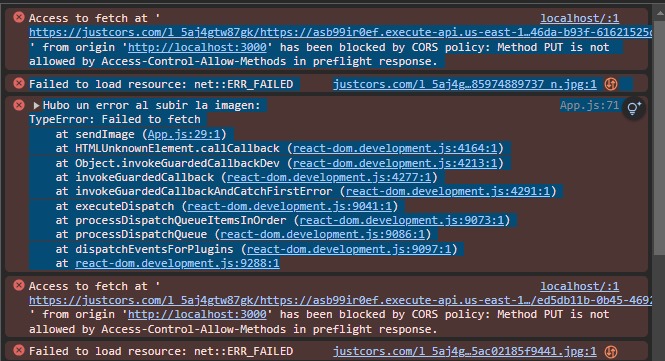 Access to fetch at ' localhost/:1
https://justcors.com/l_5aj4gtw87gk/https://asb99ir0ef.execute-api.us-east-1…46da-b93f-61621525
' from origin 'http://localhost:3000' has been blocked by CORS policy: Method PUT is not
allowed by Access-Control-Allow-Methods in preflight response.
Failed to load resource: net::ERR_FAILED justcors.com/l_5aj4g…85974889737_n.jpg:1
Hubo un error al subir la imagen: App.js:71
TypeError: Failed to fetch
at sendImage (App.js:29:1)
at HTMLUnknownElement.callCallback (react-dom.development.js:4164:1)
at Object.invokeGuardedCallbackDev (react-dom.development.js:4213:1)
at invokeGuardedCallback (react-dom.development.js:4277:1)
at invokeGuardedCallbackAndCatchFirstError (react-dom.development.js:4291:1)
at executeDispatch (react-dom.development.js:9041:1)
at processDispatchQueueItemsInOrder (react-dom.development.js:9073:1)
at processDispatchQueue (react-dom.development.js:9086:1)
at dispatchEventsForPlugins (react-dom.development.js:9097:1)
at react-dom.development.js:9288:1
Access to fetch at ' localhost/:1
https://justcors.com/l_5aj4gtw87gk/https://asb99ir0ef.execute-api.us-east-1…/ed5db11b-0b45-4692
' from origin 'http://localhost:3000' has been blocked by CORS policy: Method PUT is not
allowed by Access-Control-Allow-Methods in preflight response.
Failed to load resource: net::ERR_FAILED justcors.com/l_5aj4g…5ac02185f9441.jpg:1